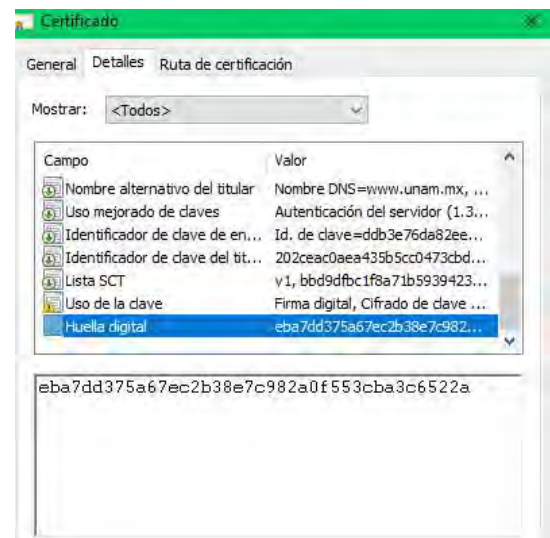 Certificado
General Detalles Ruta de certificación
Mostrar: <Todos>
Campo Valor
Nombre alternativo del titular Nombre DNS=www.unam.mx, ...
Uso mejorado de claves Autenticación del servidor (1.3...
Identificador de clave de en... Id. de clave=ddb3e76da82ee...
Identificador de clave del tit... 202ceac0aea435b5cc0473cbd...
Lista SCT v1, bbd9dfbc1f8a71b5939423...
Uso de la clave Firma digital, Cifrado de clave ...
Huella digital eba7dd375a67ec2b38e7c982...
eba7dd375a67ec2b38e7c982a0f553cba3c6522a